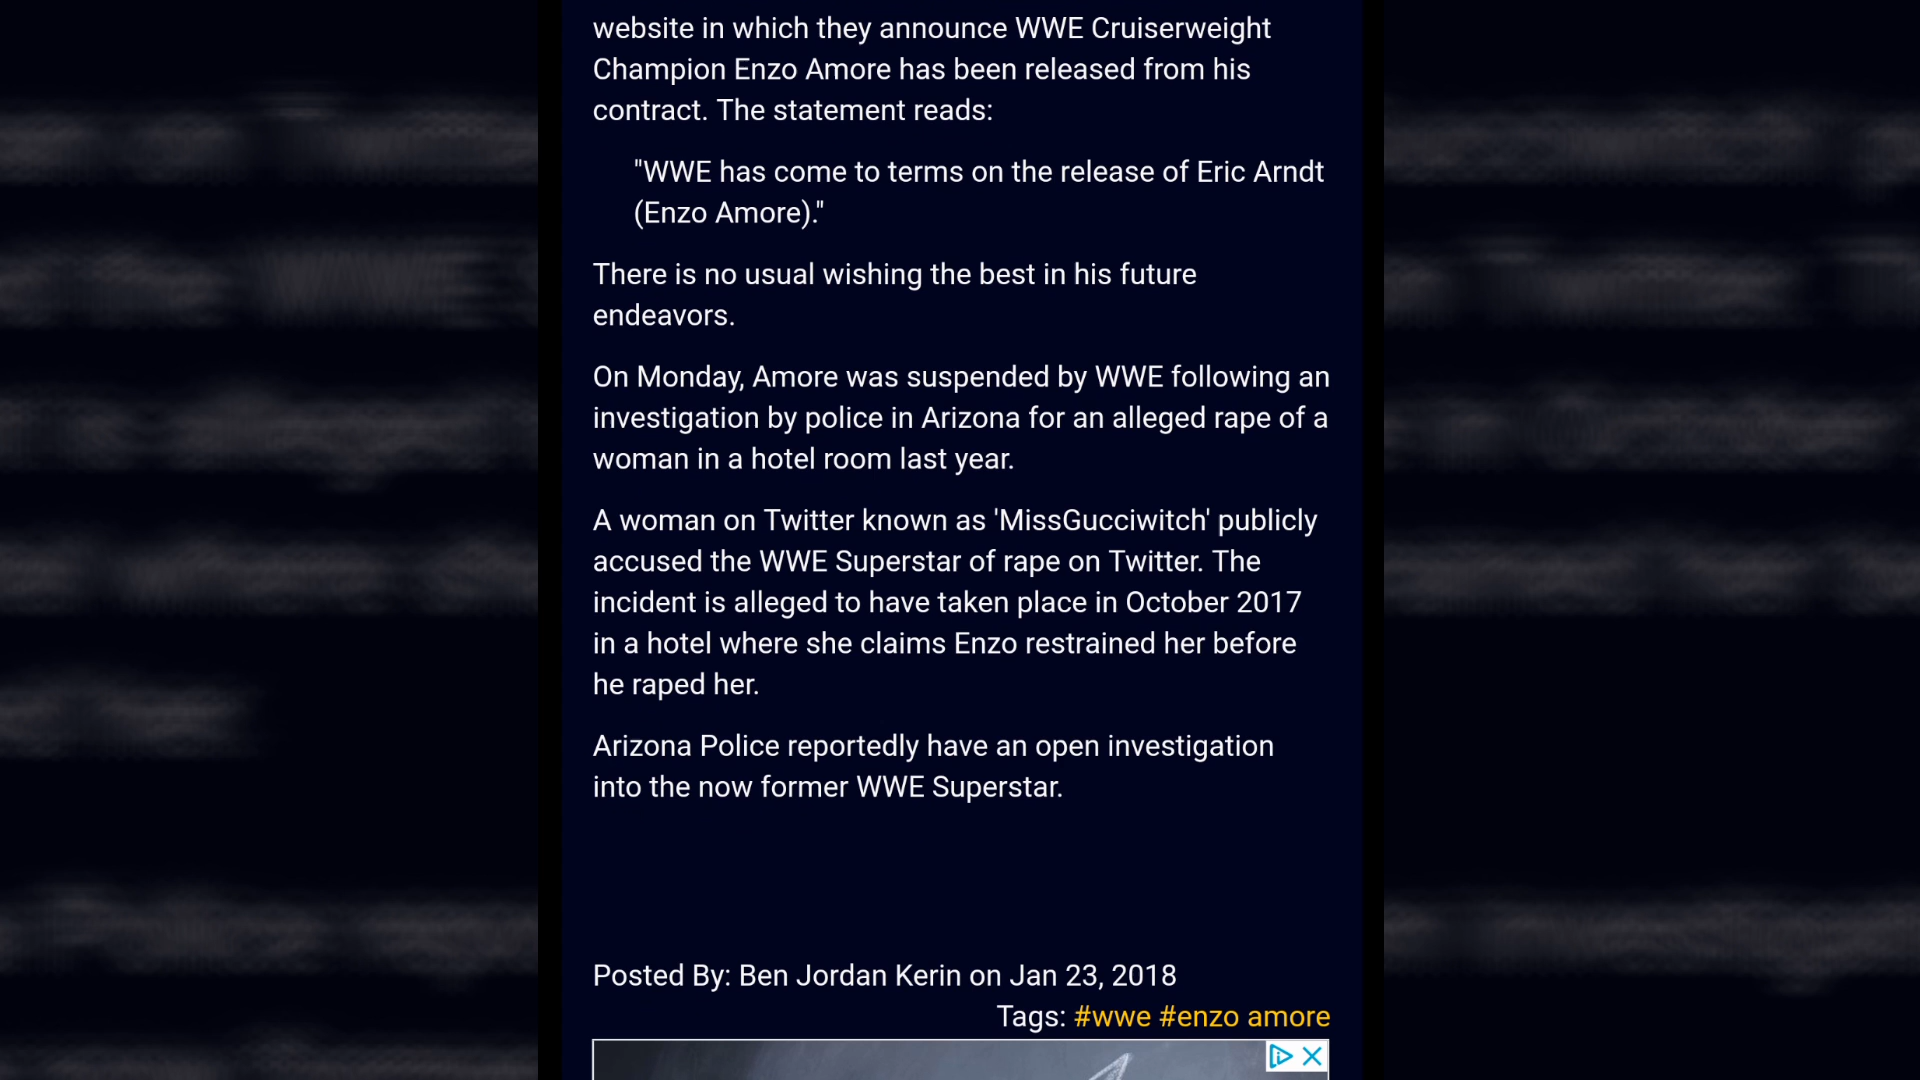 website in which they announce WWE Cruiserweight
Champion Enzo Amore has been released from his
contract. The statement reads:
"WWE has come to terms on the release of Eric Arndt
(Enzo Amore)."
There is no usual wishing the best in his future
endeavors.
On Monday, Amore was suspended by WWE following an
investigation by police in Arizona for an alleged rape of a
woman in a hotel room last year.
A woman on Twitter known as 'MissGucciwitch' publicly
accused the WWE Superstar of rape on Twitter. The
incident is alleged to have taken place in October 2017
in a hotel where she claims Enzo restrained her before
he raped her.
Arizona Police reportedly have an open investigation
into the now former WWE Superstar.
Posted By: Ben Jordan Kerin on Jan 23, 2018
Tags: #wwe #enzo amore